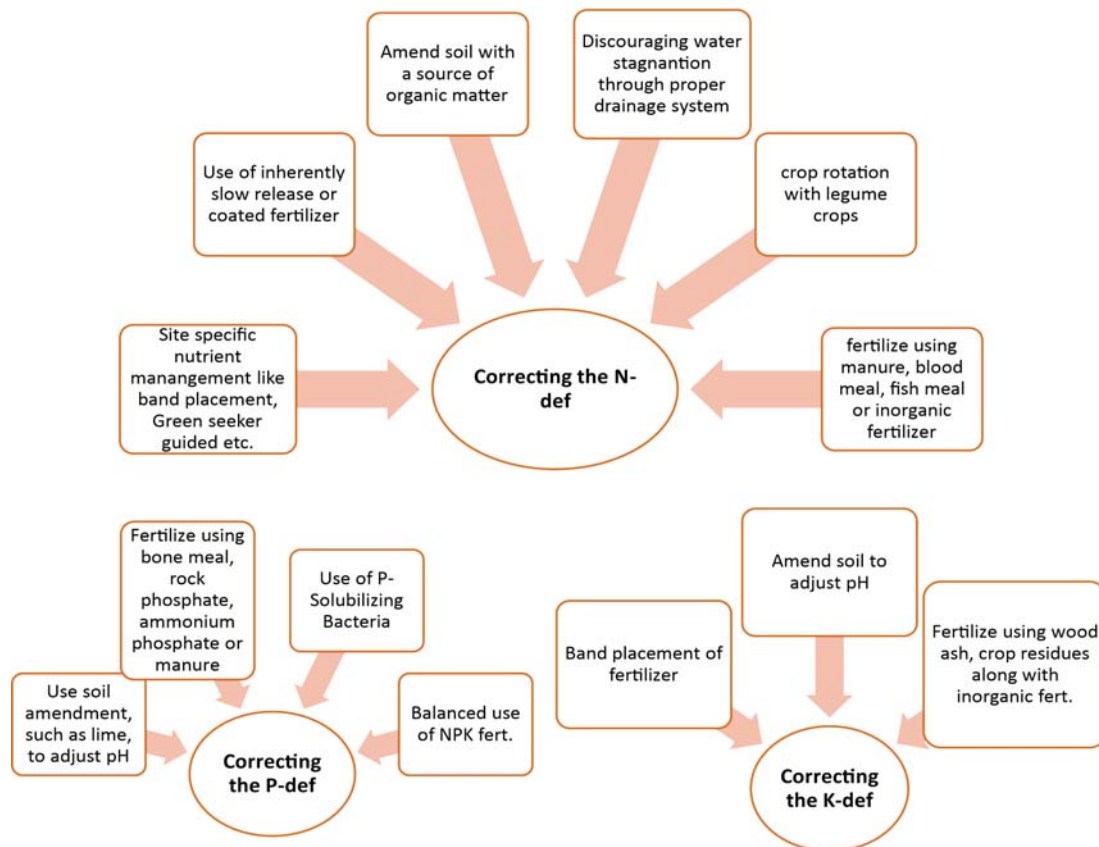 Amend soil with
a source of
organic matter
Discouraging water
stagnantion
through proper
drainage system
Use of inherently
slow release or
coated fertilizer
crop rotation
with legume
crops
Site specific
nutrient
manangement like
band placement,
Green seeker
guided etc.
Correcting the N-
def
fertilize using
manure, blood
meal, fish meal
or inorganic
fertilizer
Fertilize using
bone meal,
rock
phosphate,
ammonium
phosphate or
manure
Use of P-
Solubilizing
Bacteria
Use soil
amendment,
such as lime,
to adjust pH
Balanced use
of NPK fert.
Correcting
the P-def
Amend soil to
adjust pH
Band placement of
fertilizer
Fertilize using wood
ash, crop residues
along with
inorganic fert.
Correcting
the K-def